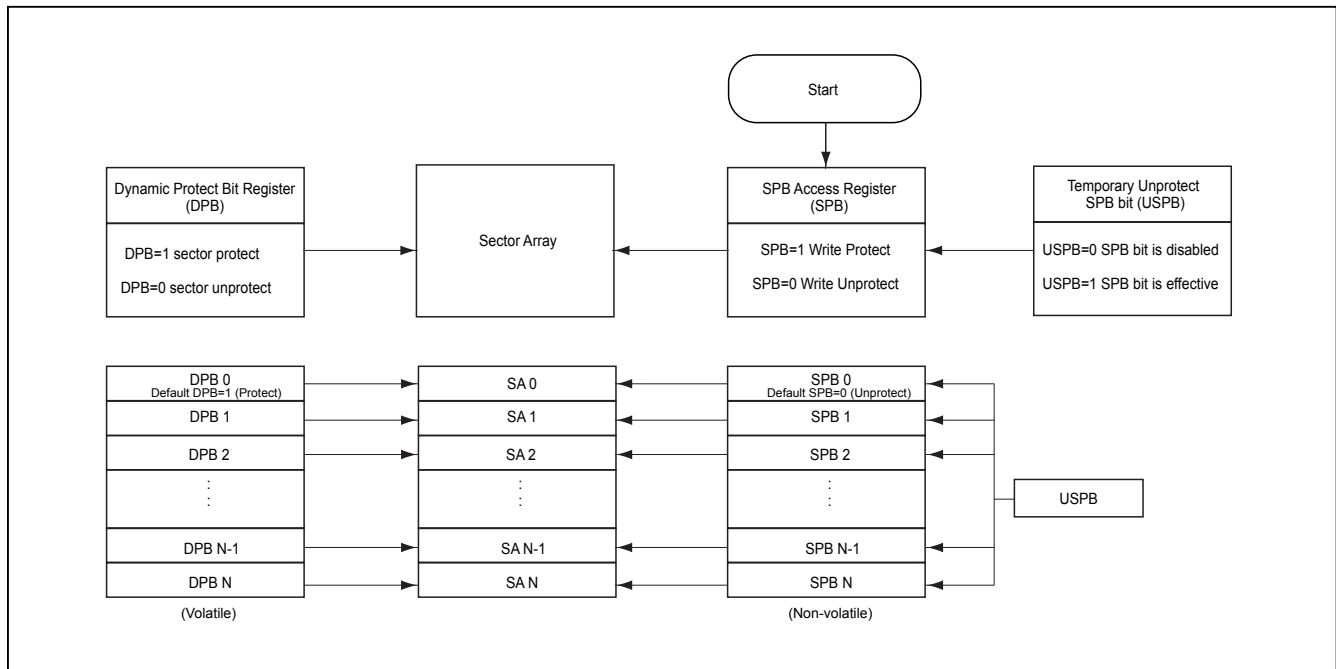 Start
Dynamic Protect Bit Register
(DPB)
DPB=1 sector protect
DPB=0 sector unprotect
Sector Array
SPB Access Register
(SPB)
SPB=1 Write Protect
SPB=0 Write Unprotect
Temporary Unprotect
SPB bit (USPB)
USPB=0 SPB bit is disabled
USPB=1 SPB bit is effective
DPB 0
Default DPB=1 (Protect)
SA 0
SPB 0
Default SPB=0 (Unprotect)
DPB 1
SA 1
SPB 1
DPB 2
SA 2
SPB 2
USPB
DPB N-1
SA N-1
SPB N-1
DPB N
SA N
SPB N
(Volatile)
(Non-volatile)